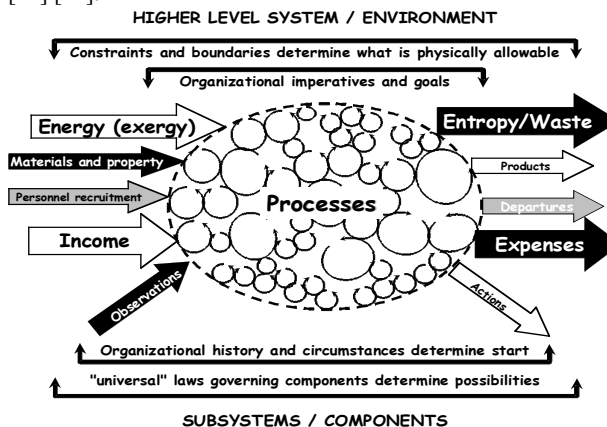 HIGHER LEVEL SYSTEM / ENVIRONMENT
Constraints and boundaries determine what is physically allowable
Organizational imperatives and goals
Energy (exergy)
Entropy/Waste
Materials and property
Products
Personnel recruitment
Processes
Departures
Income
Expenses
Observations
Actions
Organizational history and circumstances determine start
"universal" laws governing components determine possibilities
SUBSYSTEMS / COMPONENTS